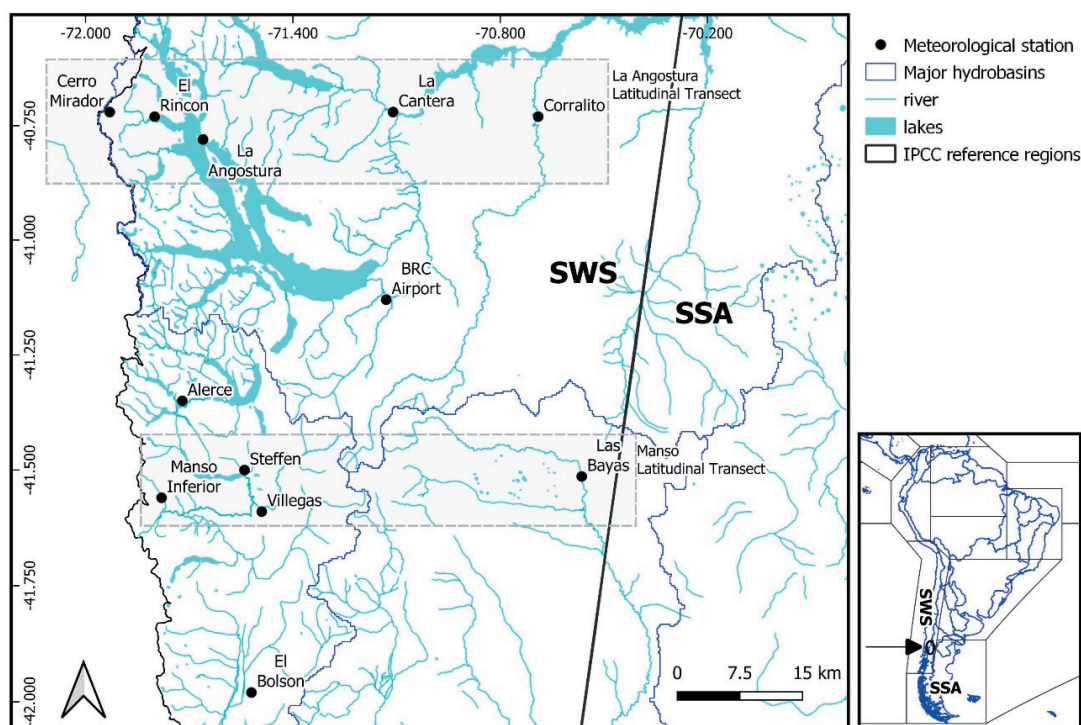 -72.000
-71.400
-70.800
-70.200
-40.750
-41.000
-41.250
-41.500
-41.750
-42.000
Cerro
Mirador
El
Rincon
La
Angostura
La
Cantera
Corralito
La Angostura
Latitudinal Transect
BRC
Airport
SWS
SSA
Alerce
Steffen
Manso
Inferior
Villegas
Las
Bayas
Manso
Latitudinal Transect
El
Bolson
0 7.5 15 km
Meteorological station
Major hydrobasins
river
lakes
IPCC reference regions
SWS
SSA